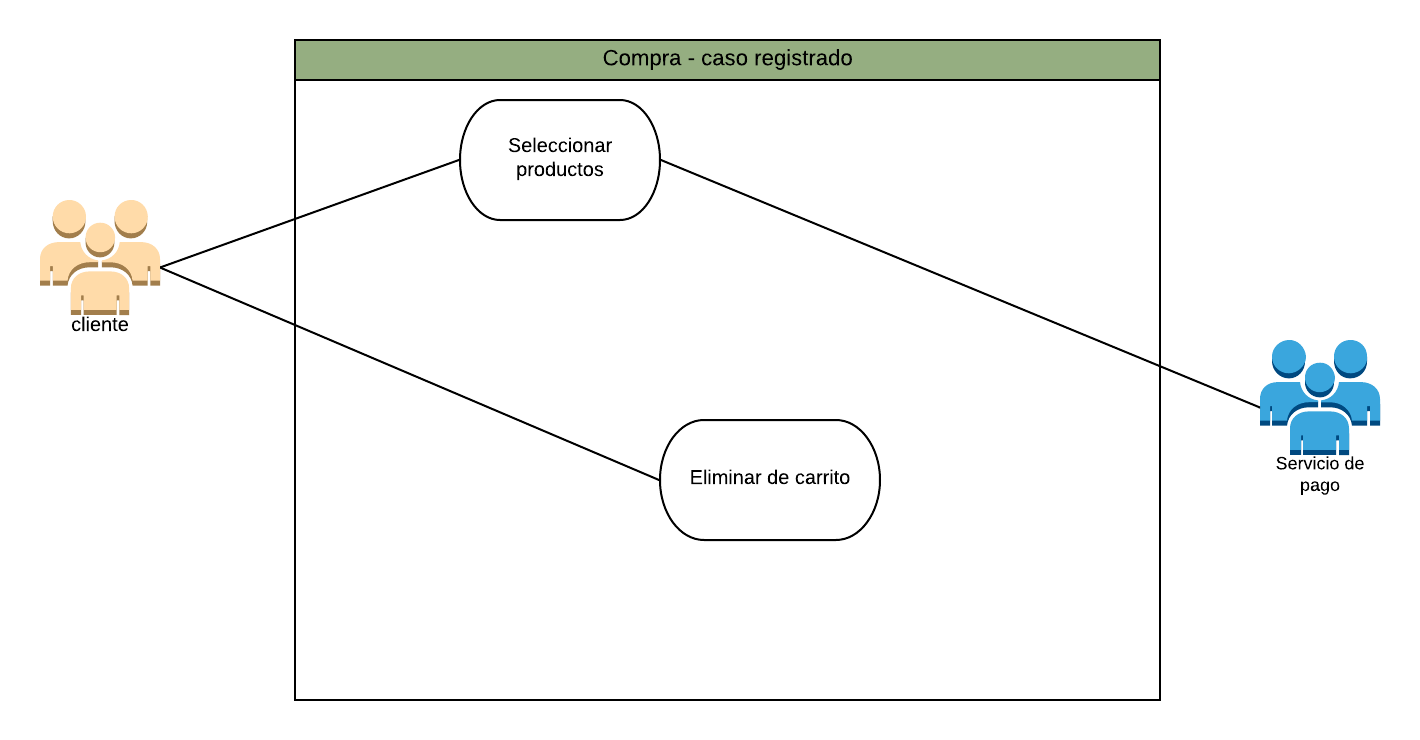 Compra - caso registrado
Seleccionar
productos
cliente
Eliminar de carrito
Servicio de
pago